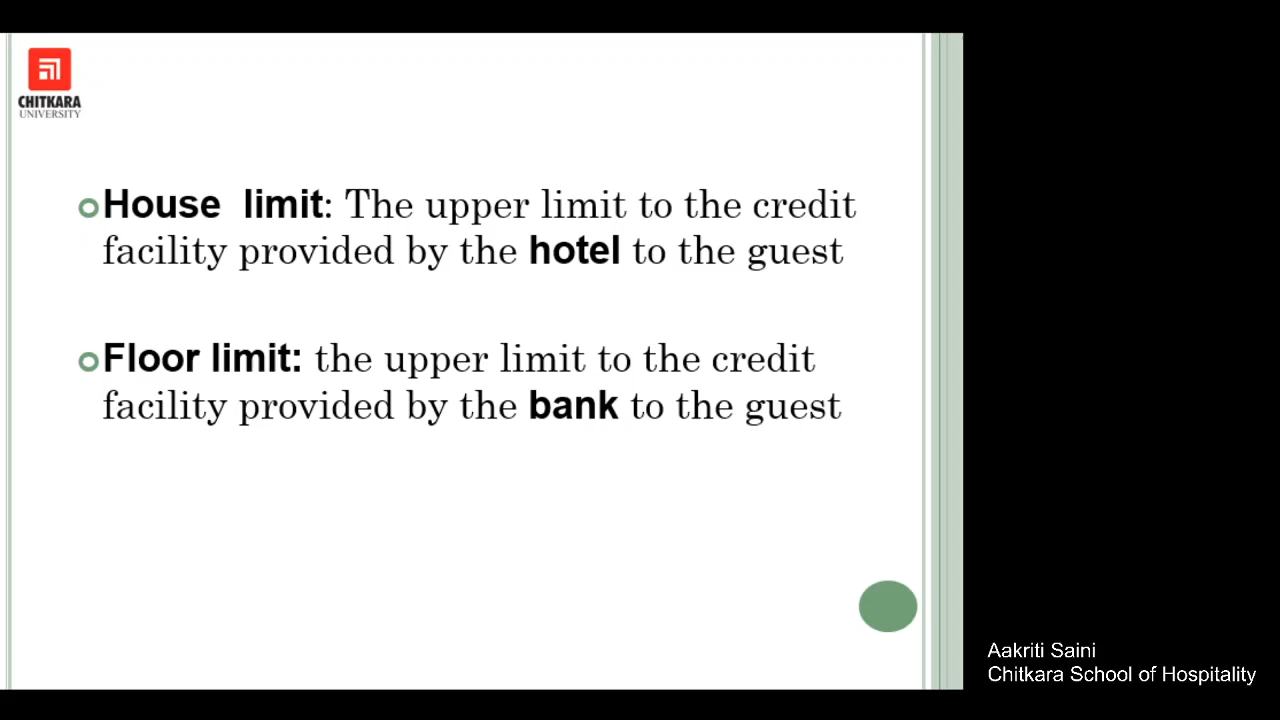 CHITKARA
UNIVERSITY
House limit: The upper limit to the credit
facility provided by the hotel to the guest
Floor limit: the upper limit to the credit
facility provided by the bank to the guest
Aakriti Saini
Chitkara School of Hospitality